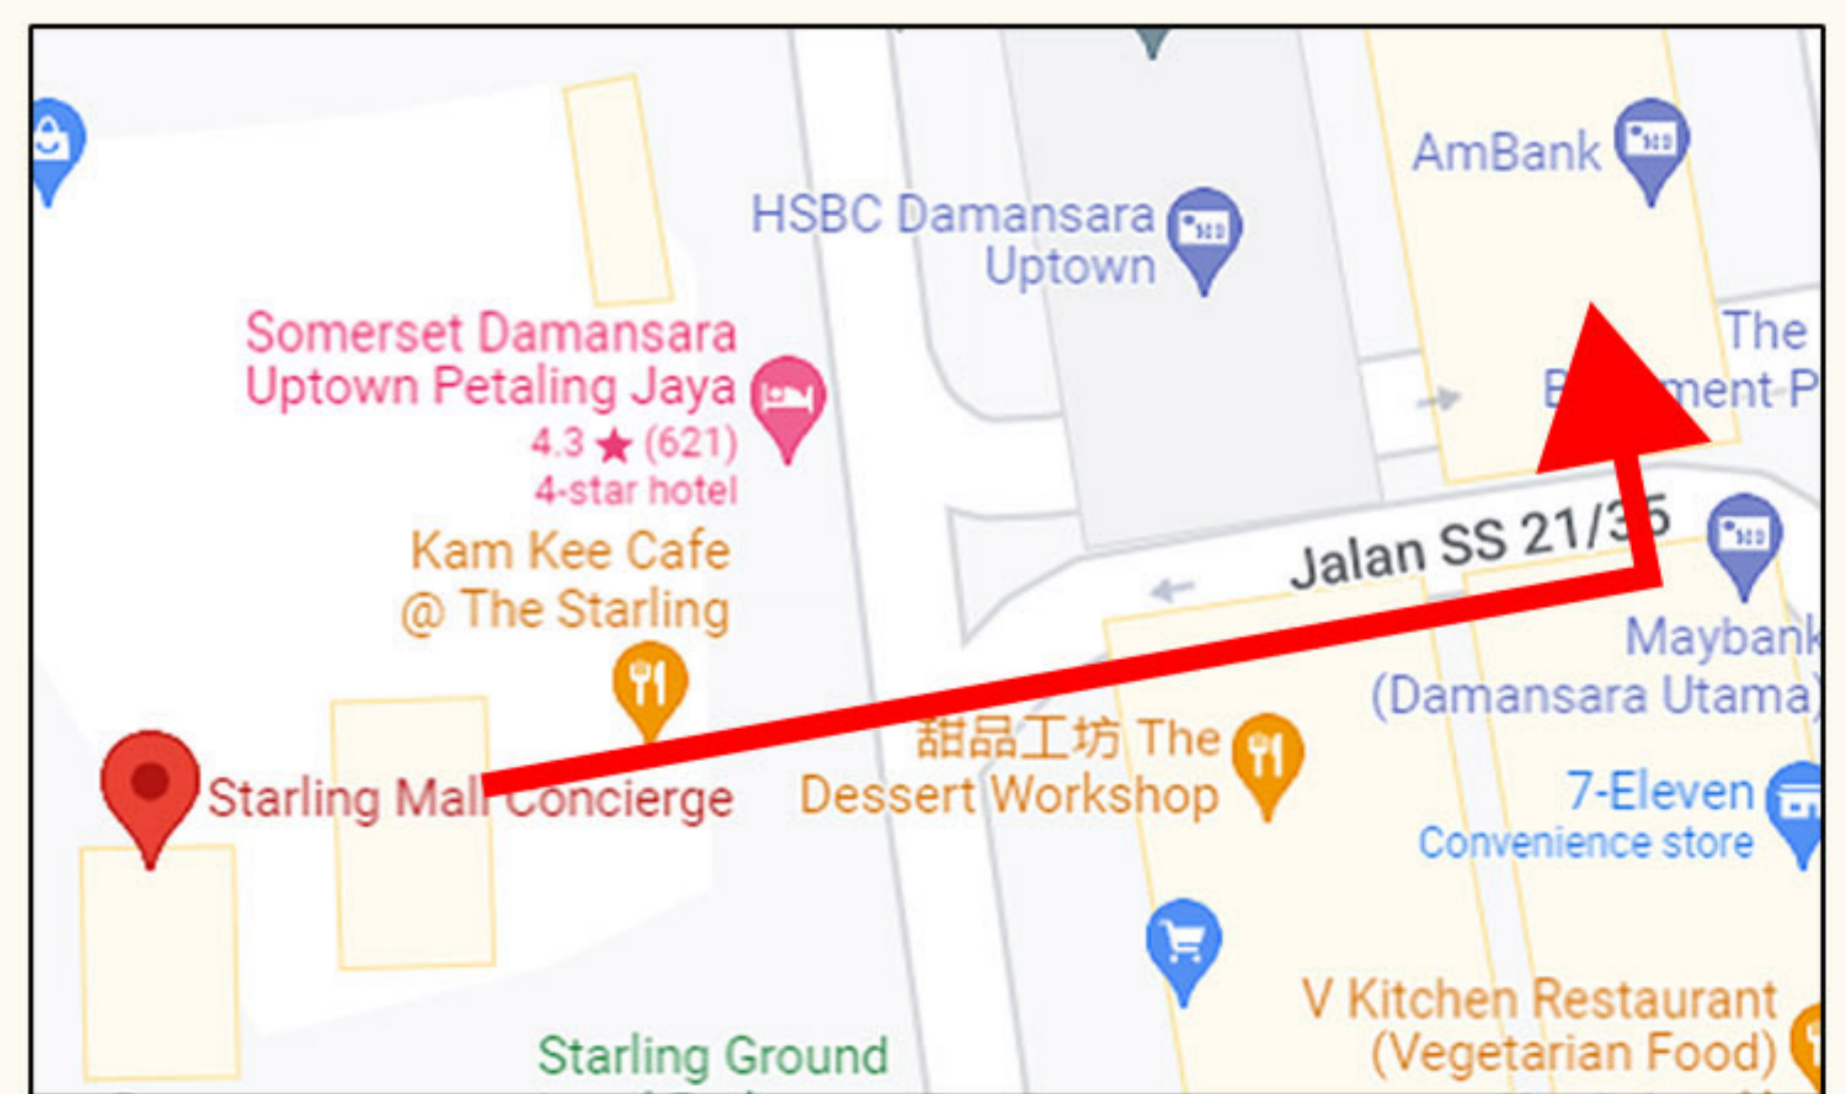 AmBank
HSBC Damansara
Uptown
Somerset Damansara
Uptown Petaling Jaya
4.3 ★ (621)
4-star hotel
The
Kam Kee Cafe
@ The Starling
Jalan SS 21/35
Maybank
(Damansara Utama)
Starling Mall Concierge
甜品工坊 The
Dessert Workshop
7-Eleven
Convenience store
V Kitchen Restaurant
(Vegetarian Food)
Starling Ground